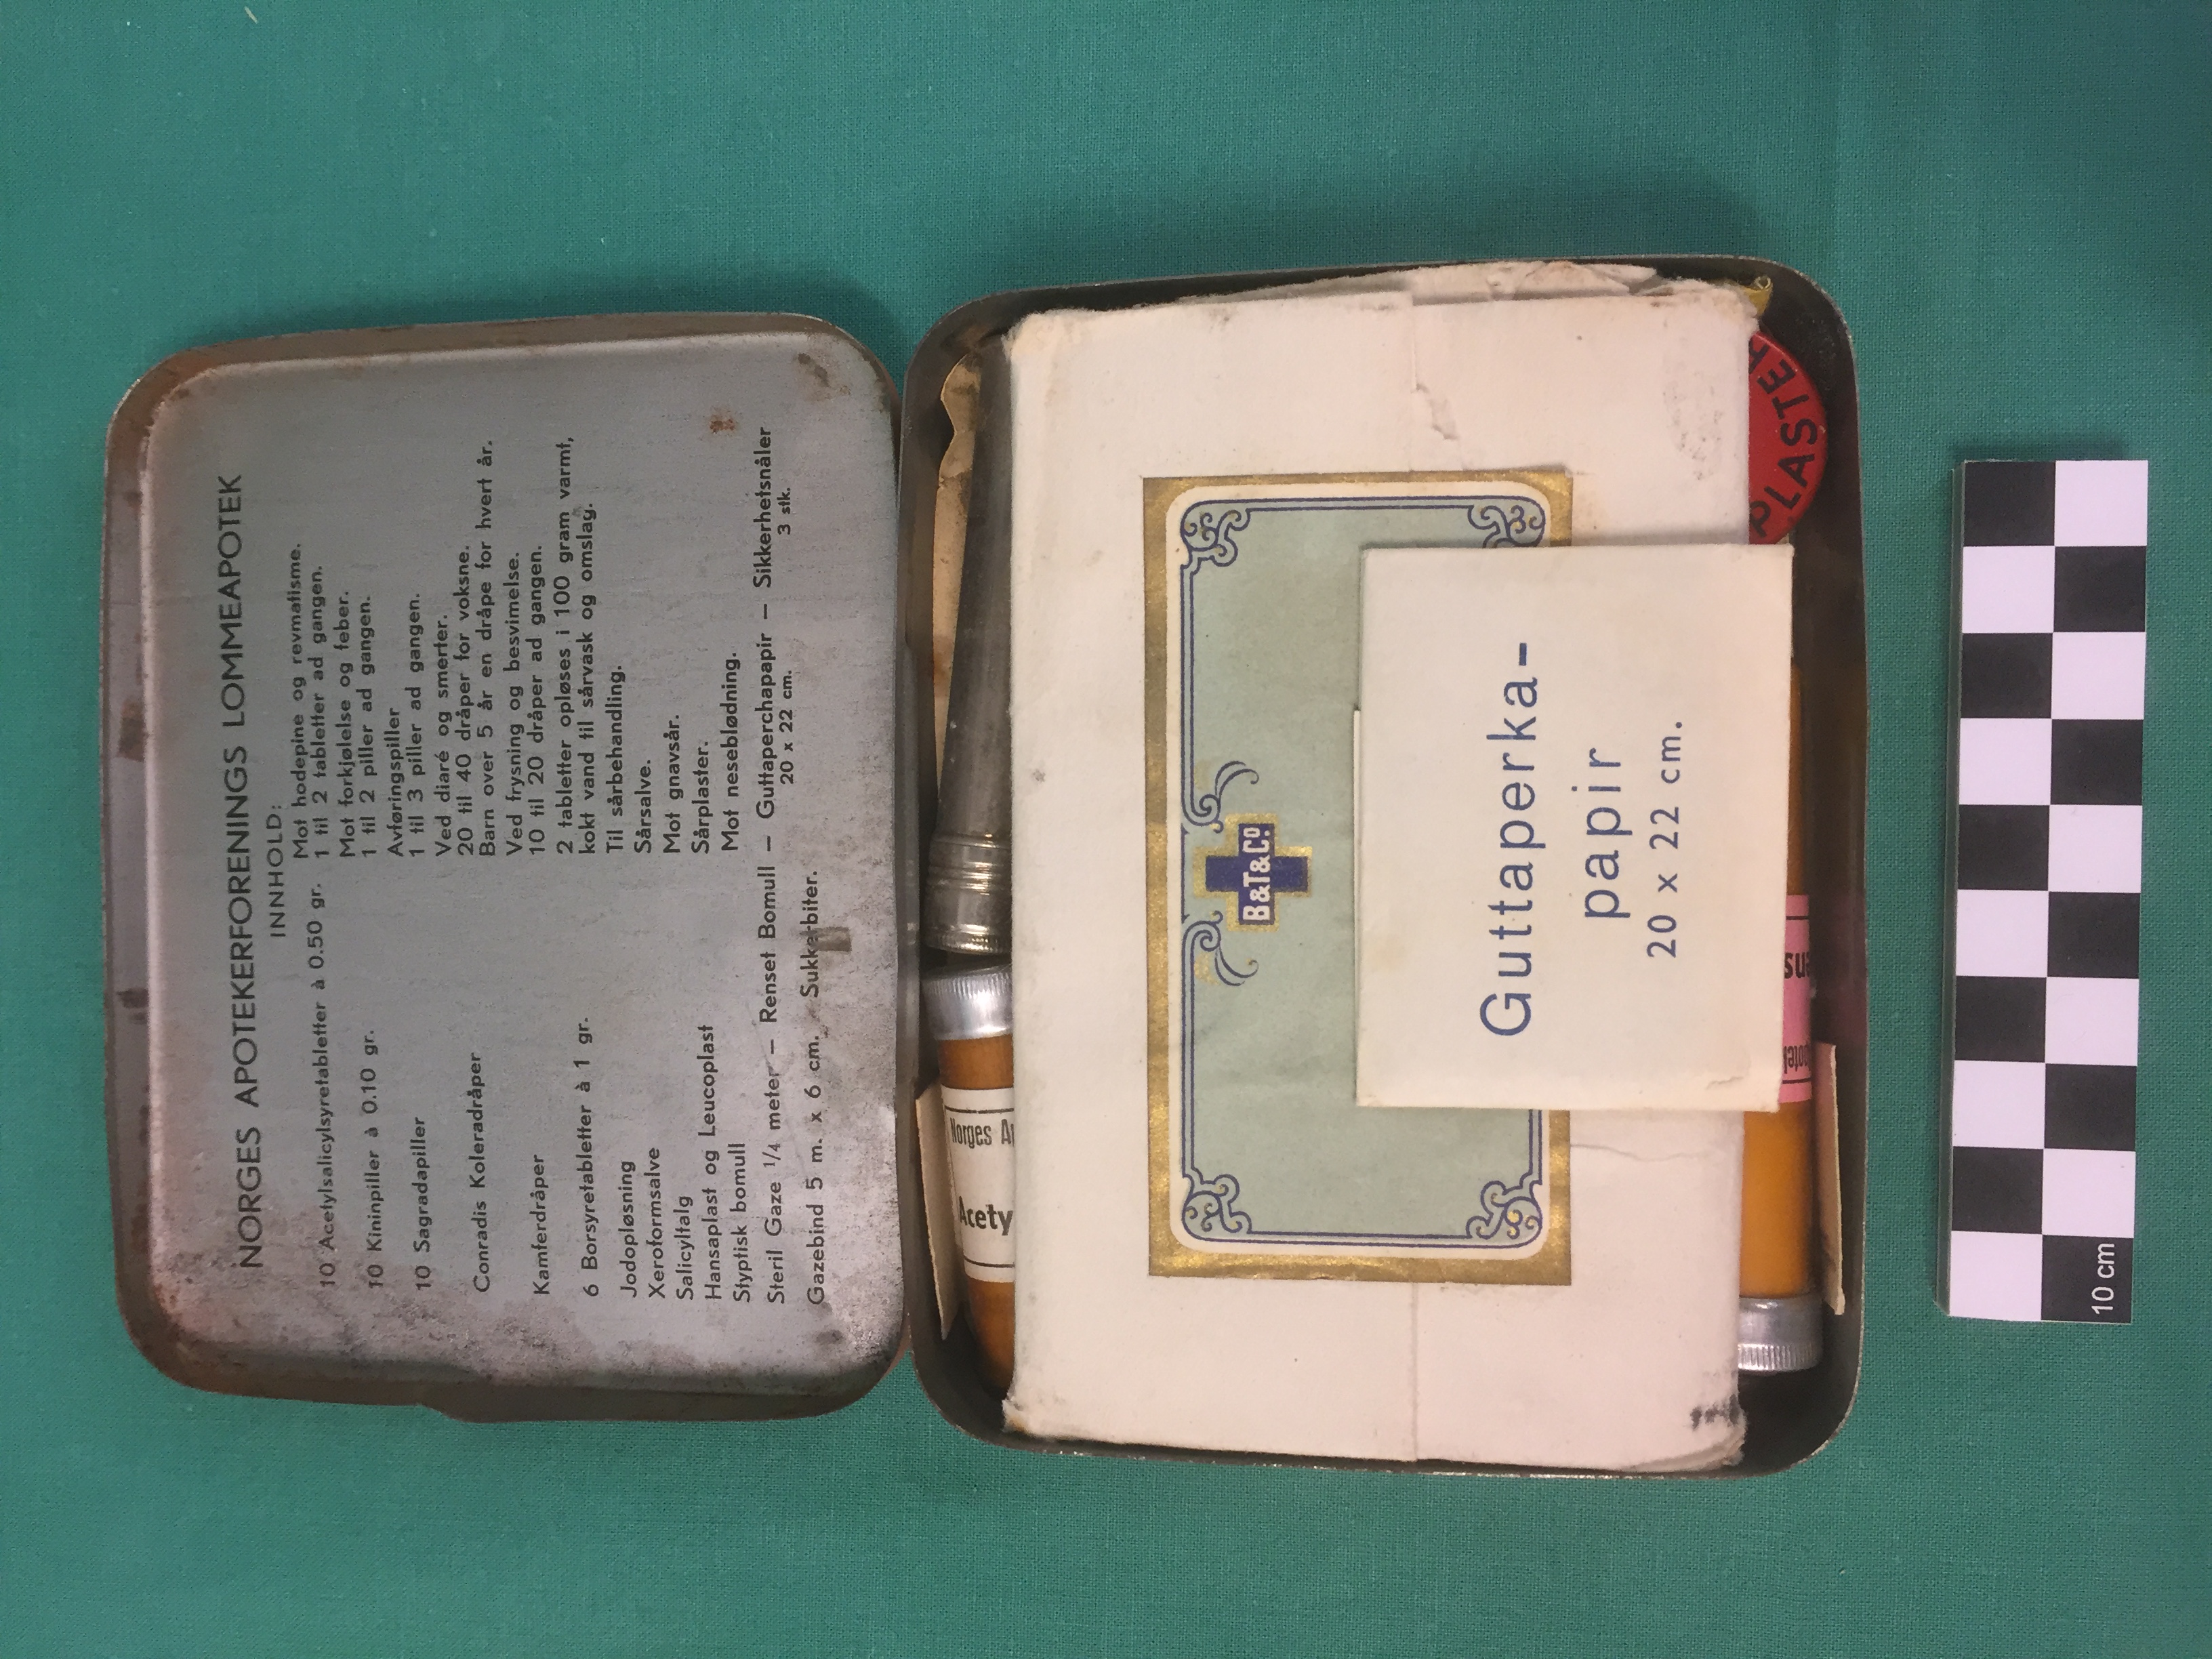 NORGES APOTEKERFORENINGS LOMMEAPOTEK
INNHOLD:
10 Acetylsalicylsyretabletter à 0.50 gr. Mot hodepine og revmatisme.
1 til 2 tabletter ad gangen.
10 Kininpiller à 0.10 gr. Mot forkjølelse og feber.
1 til 2 piller ad gangen.
10 Sagradapiller Avføringspiller
1 til 3 piller ad gangen.
Conradis Koleradråper Ved diaré og smerter.
20 til 40 dråper for voksne.
Barn over 5 år en dråpe for hvert år.
Kamferdråper Ved frysning og besvimelse.
10 til 20 dråper ad gangen.
6 Borsyretabletter à 1 gr. 2 tabletter opløses i 100 gram varmt,
kokt vand til sårvask og omslag.
Jodopløsning Til sårbehandling.
Xeroformsalve Sårsalve.
Salicyltalg Mot gnavsår.
Hansaplast og Leucoplast Sårplaster.
Styptisk bomull Mot neseblødning.
Steril Gaze 1/4 meter – Renset Bomull – Guttaperchapapir – Sikkerhetsnåler
20 x 22 cm. 3 stk.
Gazebind 5 m. x 6 cm. Sukkerbiter.
Norges A
Acety
B&T&Co
Guttaperka-
papir
20 x 22 cm.
PLASTER
10 cm